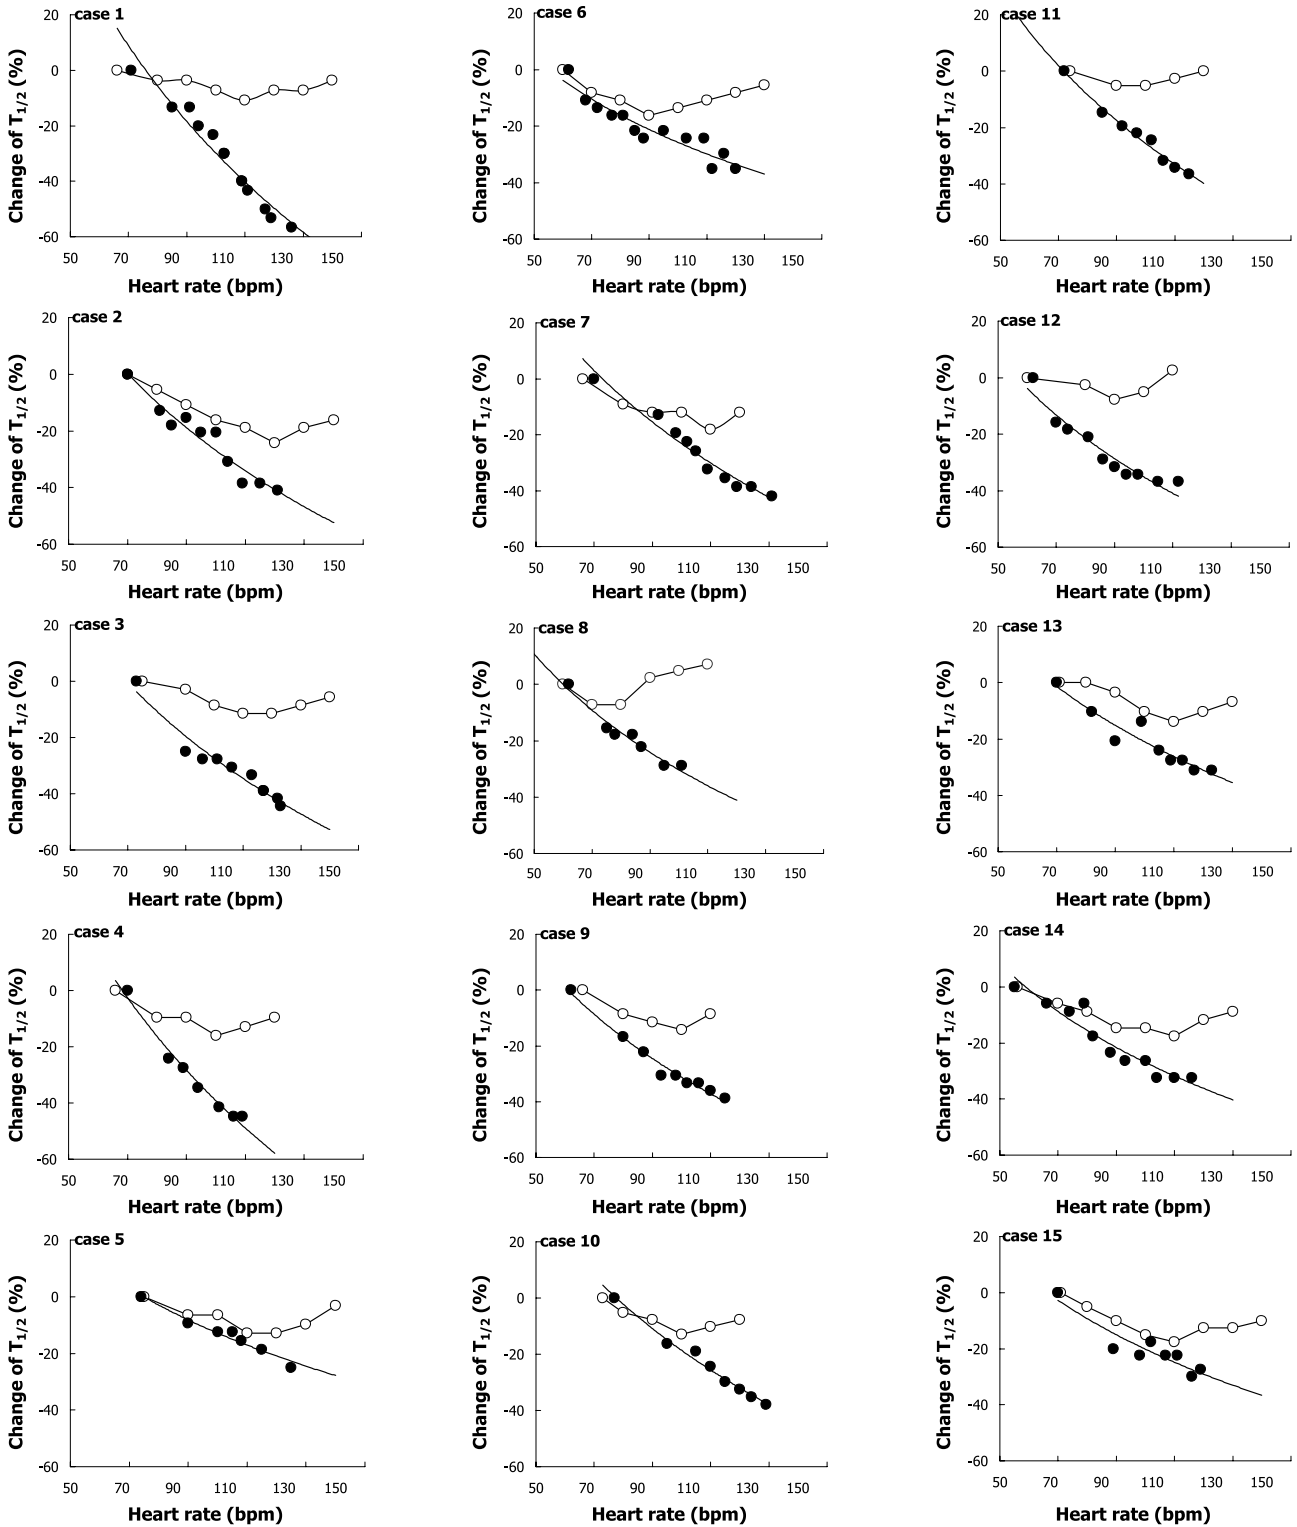 case 1
Change of T1/2 (%)
20
0
-20
-40
-60
50 70 90 110 130 150
Heart rate (bpm)
case 6
Change of T1/2 (%)
20
0
-20
-40
-60
50 70 90 110 130 150
Heart rate (bpm)
case 11
Change of T1/2 (%)
20
0
-20
-40
-60
50 70 90 110 130 150
Heart rate (bpm)
case 2
Change of T1/2 (%)
20
0
-20
-40
-60
50 70 90 110 130 150
Heart rate (bpm)
case 7
Change of T1/2 (%)
20
0
-20
-40
-60
50 70 90 110 130 150
Heart rate (bpm)
case 12
Change of T1/2 (%)
20
0
-20
-40
-60
50 70 90 110 130 150
Heart rate (bpm)
case 3
Change of T1/2 (%)
20
0
-20
-40
-60
50 70 90 110 130 150
Heart rate (bpm)
case 8
Change of T1/2 (%)
20
0
-20
-40
-60
50 70 90 110 130 150
Heart rate (bpm)
case 13
Change of T1/2 (%)
20
0
-20
-40
-60
50 70 90 110 130 150
Heart rate (bpm)
case 4
Change of T1/2 (%)
20
0
-20
-40
-60
50 70 90 110 130 150
Heart rate (bpm)
case 9
Change of T1/2 (%)
20
0
-20
-40
-60
50 70 90 110 130 150
Heart rate (bpm)
case 14
Change of T1/2 (%)
20
0
-20
-40
-60
50 70 90 110 130 150
Heart rate (bpm)
case 5
Change of T1/2 (%)
20
0
-20
-40
-60
50 70 90 110 130 150
Heart rate (bpm)
case 10
Change of T1/2 (%)
20
0
-20
-40
-60
50 70 90 110 130 150
Heart rate (bpm)
case 15
Change of T1/2 (%)
20
0
-20
-40
-60
50 70 90 110 130 150
Heart rate (bpm)